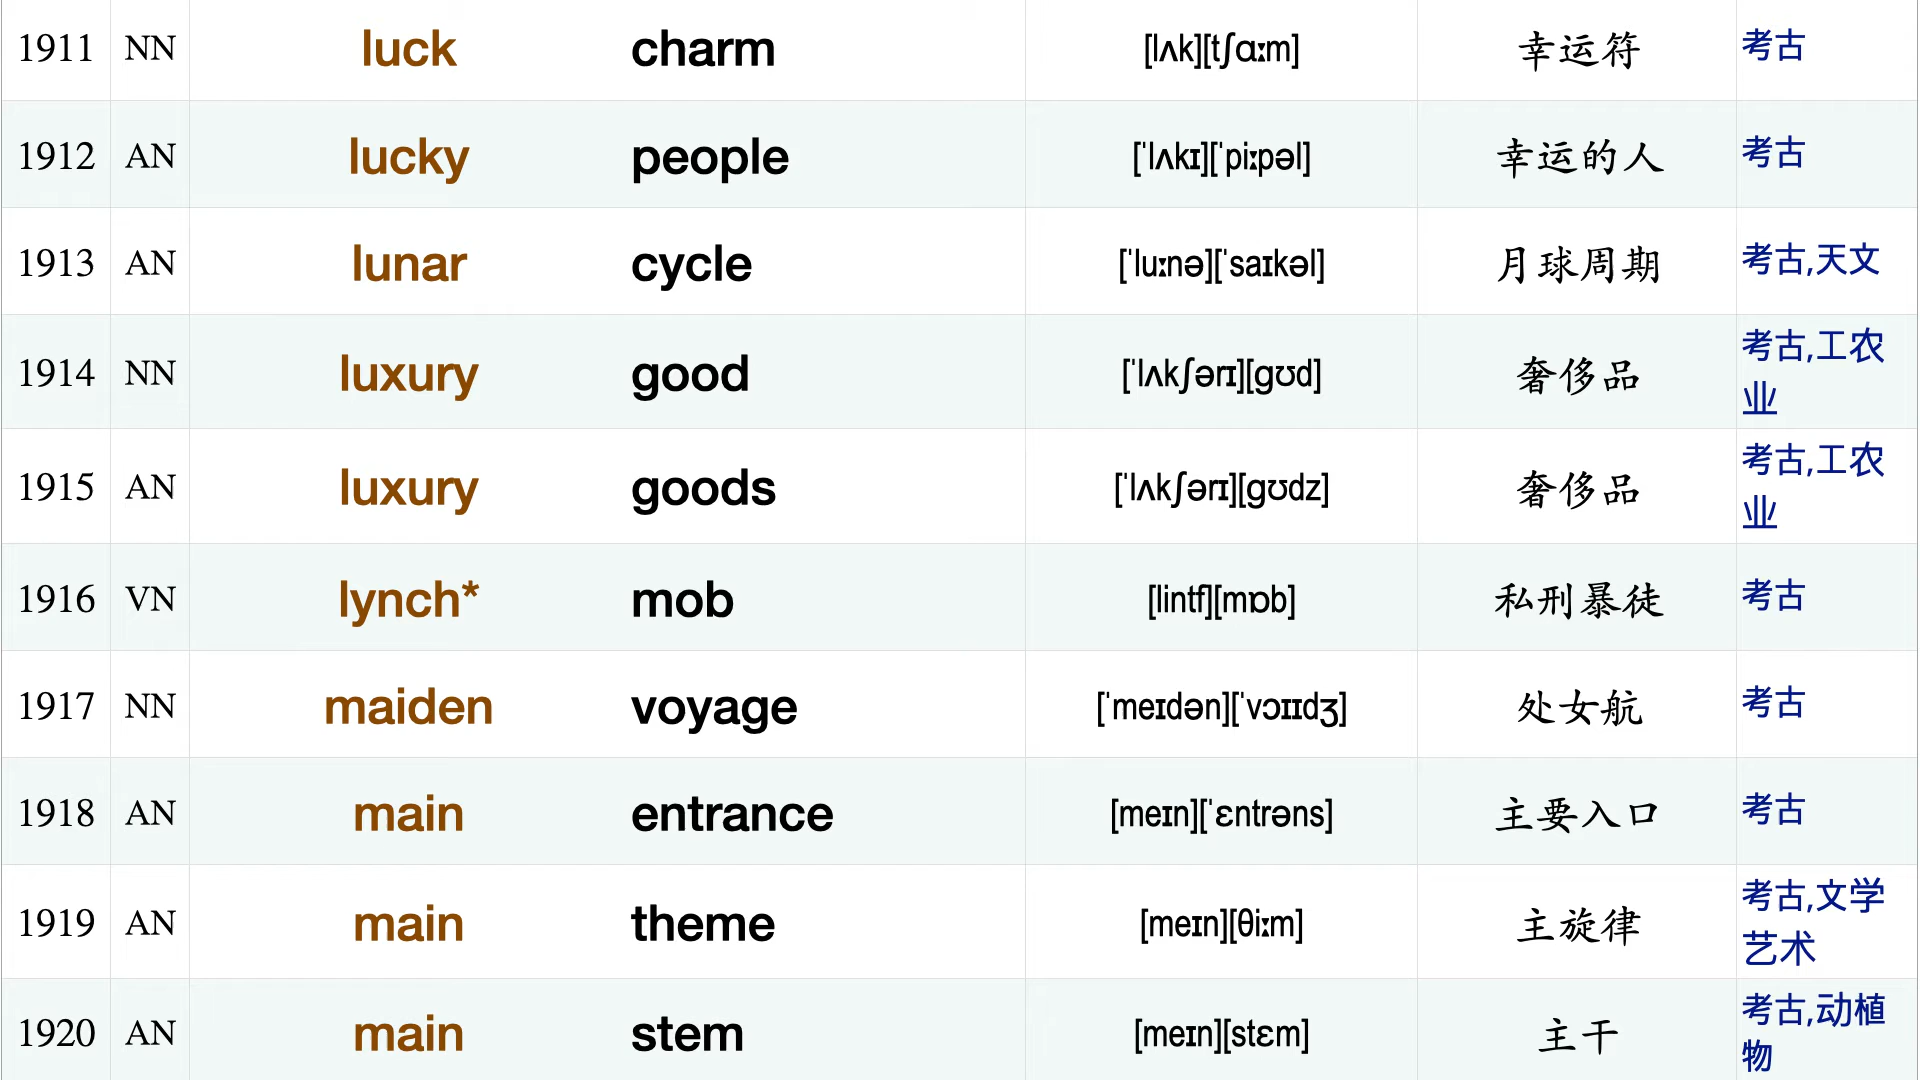 1911 NN luck charm [lʌk][tʃɑːm] 幸运符 考古
1912 AN lucky people [ˈlʌkɪ][ˈpiːpəl] 幸运的人 考古
1913 AN lunar cycle [ˈluːnə][ˈsaɪkəl] 月球周期 考古,天文
1914 NN luxury good [ˈlʌkʃərɪ][gʊd] 奢侈品 考古,工农
业
1915 AN luxury goods [ˈlʌkʃərɪ][gʊdz] 奢侈品 考古,工农
业
1916 VN lynch* mob [lintf][mɒb] 私刑暴徒 考古
1917 NN maiden voyage [ˈmeɪdən][ˈvɔɪɪdʒ] 处女航 考古
1918 AN main entrance [meɪn][ˈɛntrəns] 主要入口 考古
1919 AN main theme [meɪn][θiːm] 主旋律 考古,文学
艺术
1920 AN main stem [meɪn][stɛm] 主干 考古,动植
物